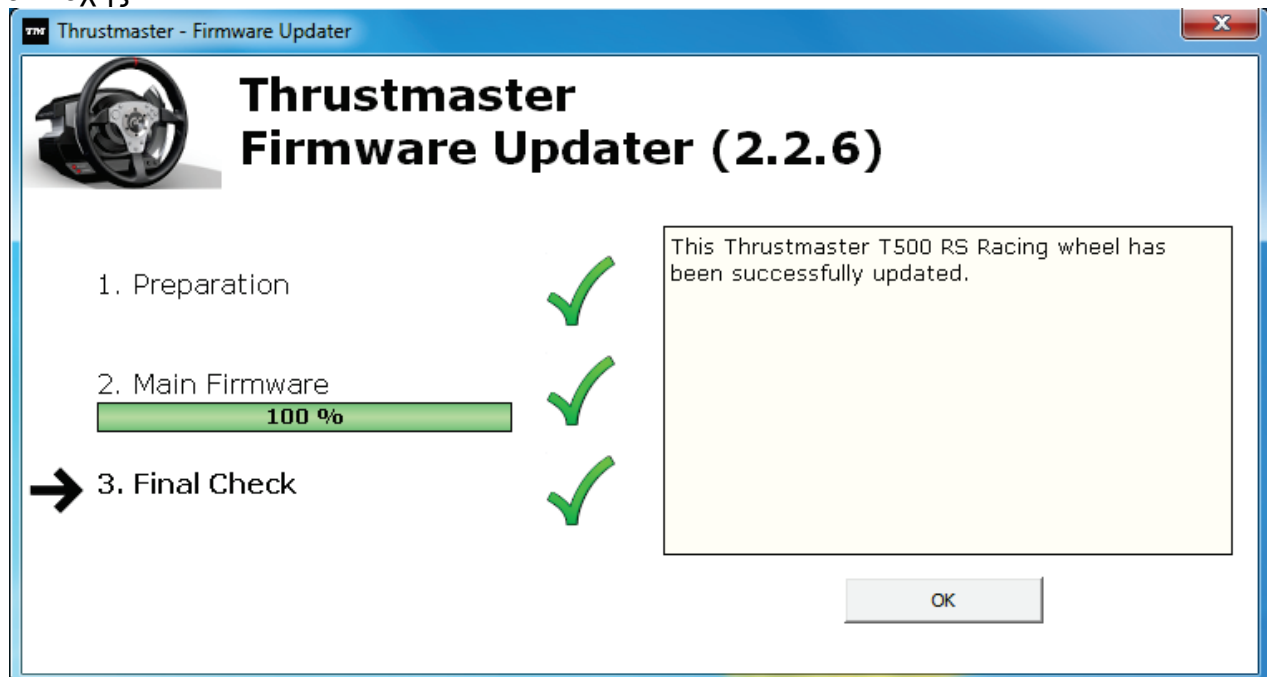 Thrustmaster - Firmware Updater
Thrustmaster
Firmware Updater (2.2.6)
1. Preparation
2. Main Firmware
100 %
3. Final Check
This Thrustmaster T500 RS Racing wheel has
been successfully updated.
OK